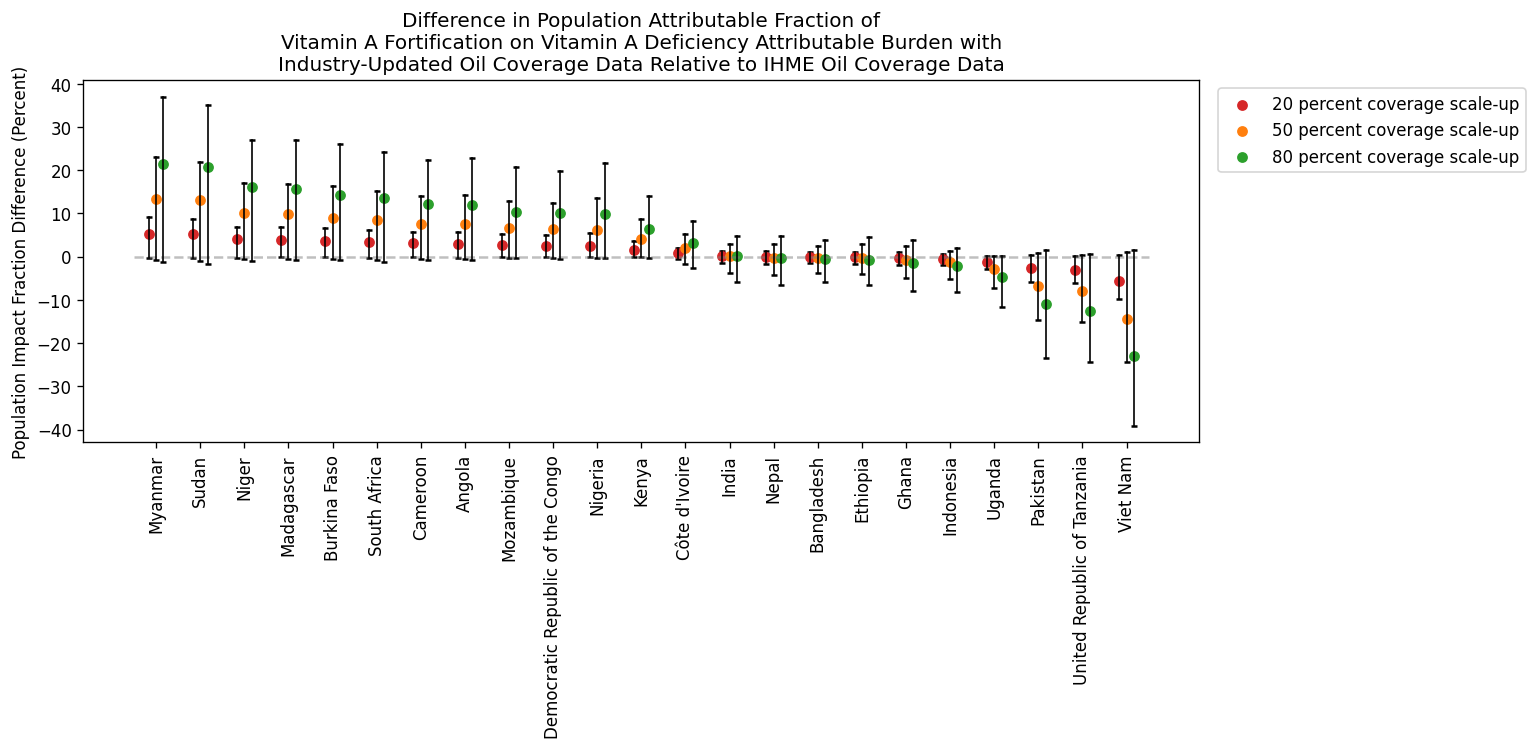 Difference in Population Attributable Fraction of
Vitamin A Fortification on Vitamin A Deficiency Attributable Burden with
Industry-Updated Oil Coverage Data Relative to IHME Oil Coverage Data
Population Impact Fraction Difference (Percent)
40
30
20
10
0
−10
−20
−30
−40
20 percent coverage scale-up
50 percent coverage scale-up
80 percent coverage scale-up
Myanmar
Sudan
Niger
Madagascar
Burkina Faso
South Africa
Cameroon
Angola
Mozambique
Democratic Republic of the Congo
Nigeria
Kenya
Côte d'Ivoire
India
Nepal
Bangladesh
Ethiopia
Ghana
Indonesia
Uganda
Pakistan
United Republic of Tanzania
Viet Nam